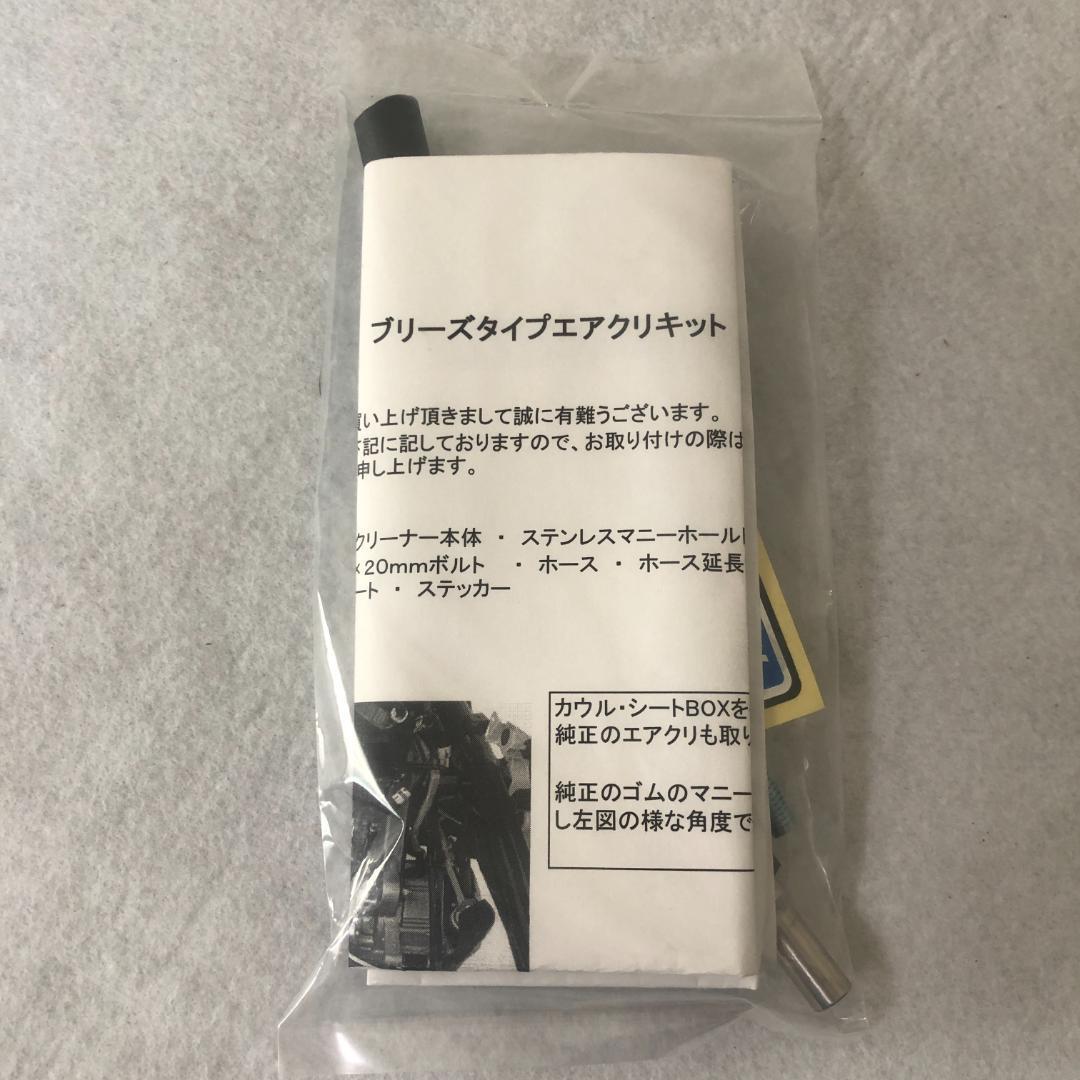 ブリーズタイプエアクリキット
い上げ頂きまして誠に有難うございます。
記に記しておりますので、お取り付けの際は
申し上げます。
クリーナー本体 ・ ステンレスマニーホールド
20mmボルト ・ ホース ・ ホース延長
ート ・ ステッカー
カウル・シートBOXを
純正のエアクリも取り
純正のゴムのマニー
し左図の様な角度で